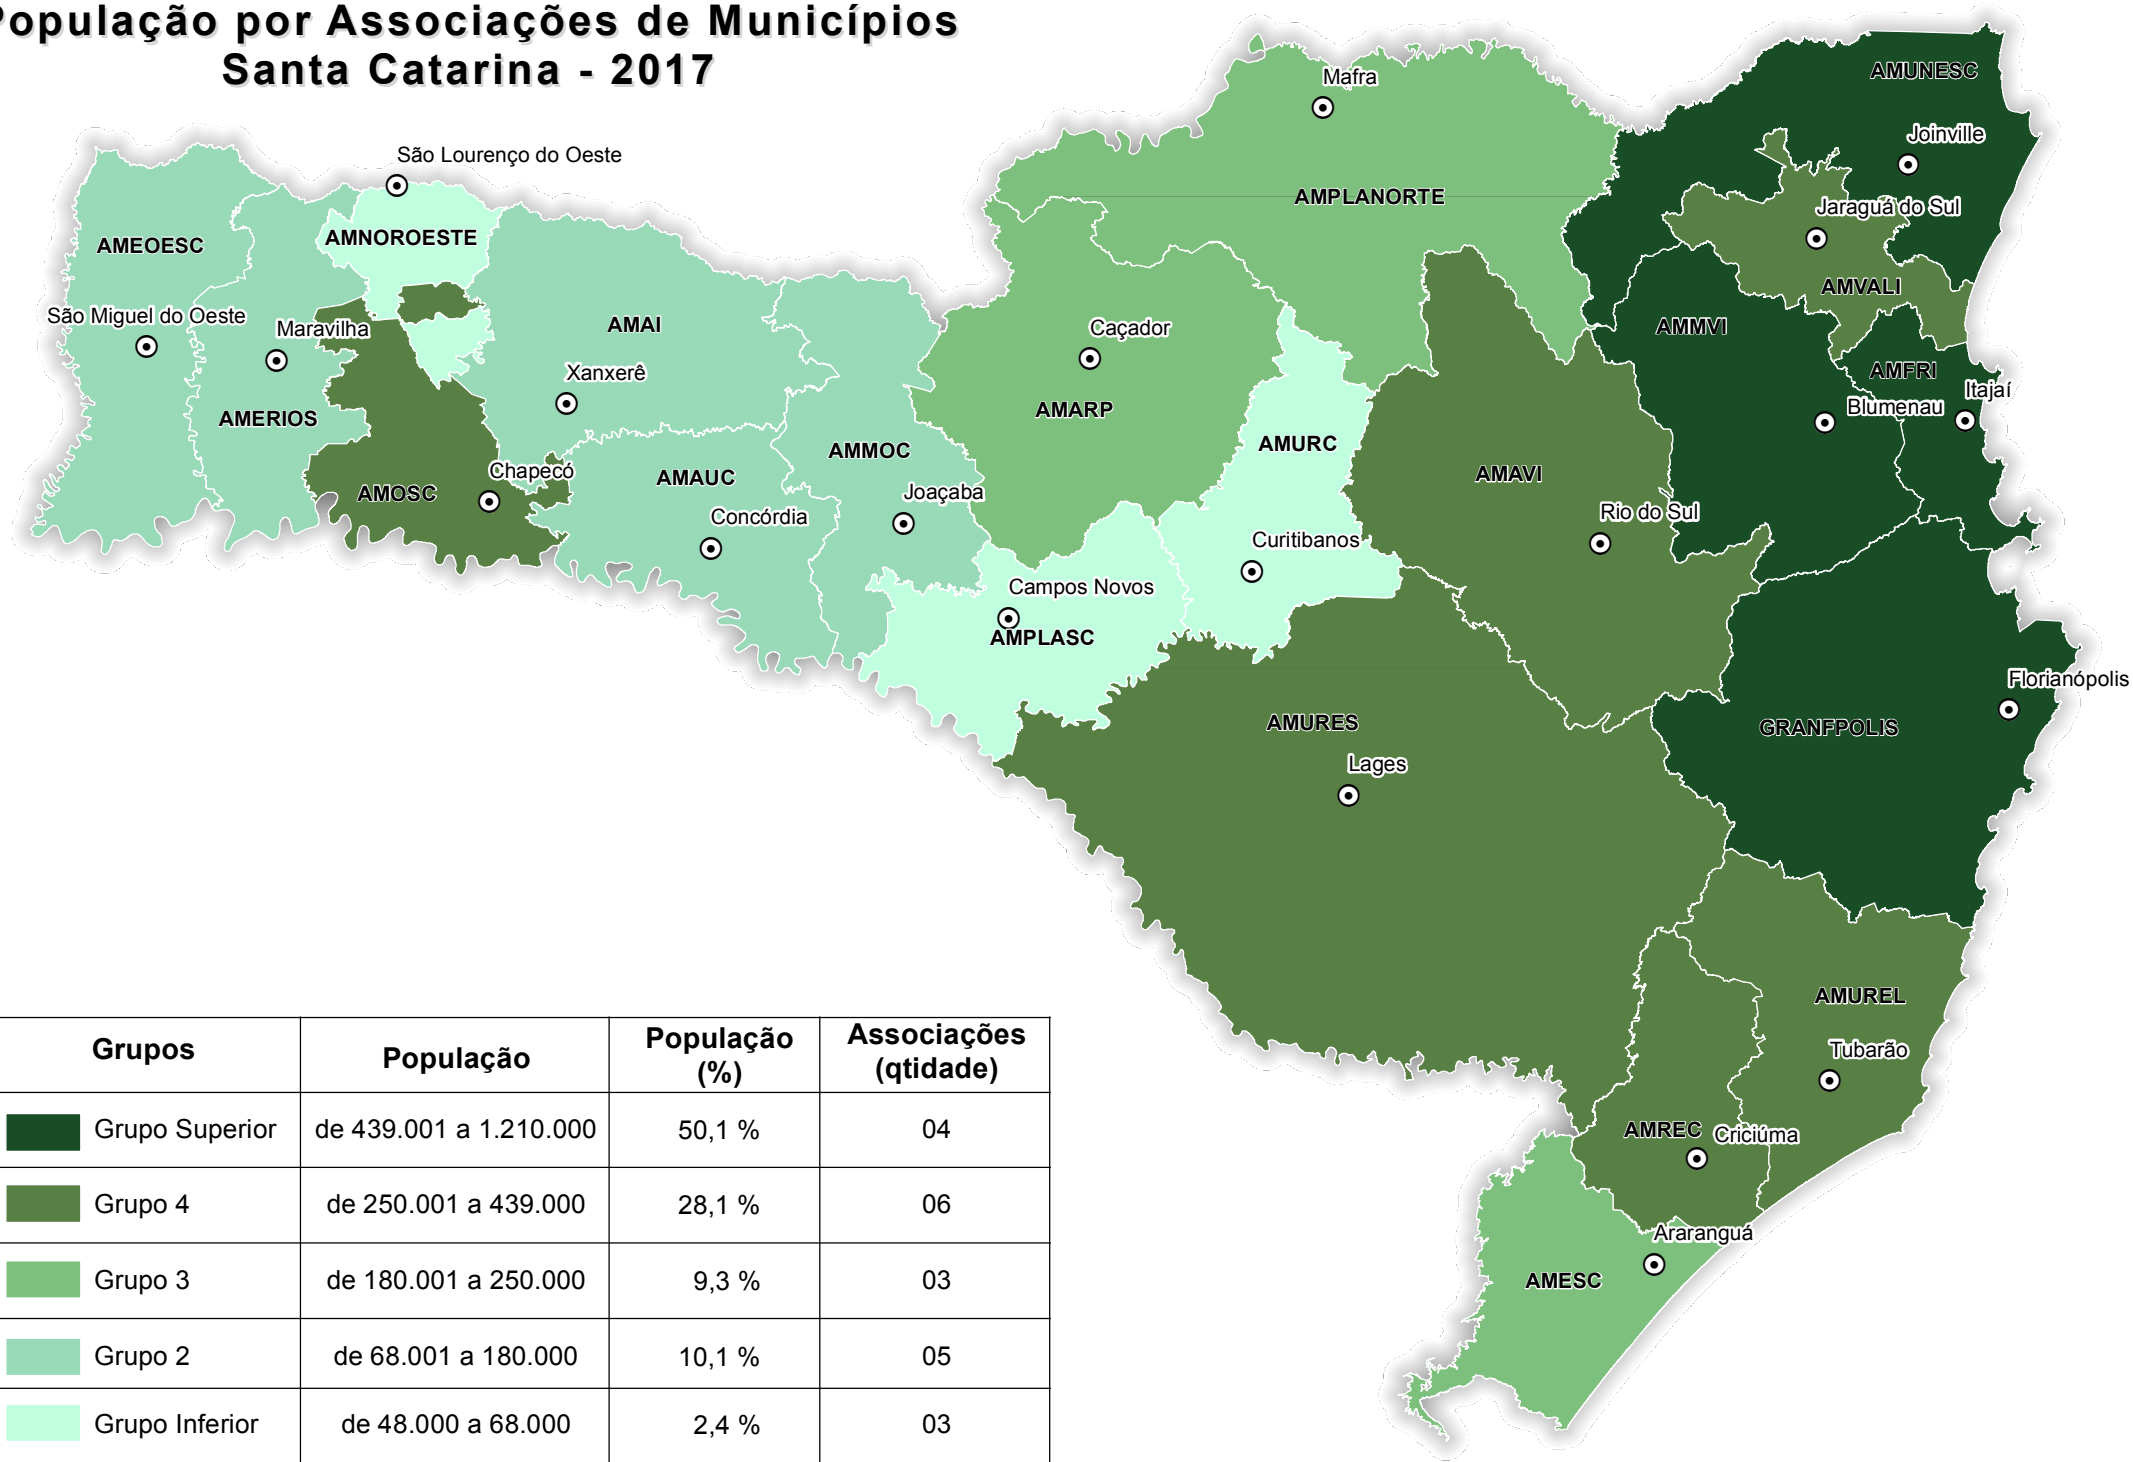 População por Associações de Municípios
Santa Catarina - 2017
Mafra
AMUNESC
Joinville
São Lourenço do Oeste
AMPLANORTE
Jaraguá do Sul
AMEOESC
AMNOROESTE
AMVALI
São Miguel do Oeste
Maravilha
AMAI
Caçador
AMMVI
Xanxerê
AMFRI
Itajaí
AMERIOS
AMARP
Blumenau
AMURC
AMMOC
Chapecó
AMAUC
AMAVI
AMOSC
Joaçaba
Concórdia
Rio do Sul
Curitibanos
Campos Novos
AMPLASC
Florianópolis
AMURES
GRANFPOLIS
Lages
AMUREL
Tubarão
AMREC
Criciúma
Araranguá
AMESC
Grupos População População (%) Associações (qtidade)
Grupo Superior de 439.001 a 1.210.000 50,1 % 04
Grupo 4 de 250.001 a 439.000 28,1 % 06
Grupo 3 de 180.001 a 250.000 9,3 % 03
Grupo 2 de 68.001 a 180.000 10,1 % 05
Grupo Inferior de 48.000 a 68.000 2,4 % 03